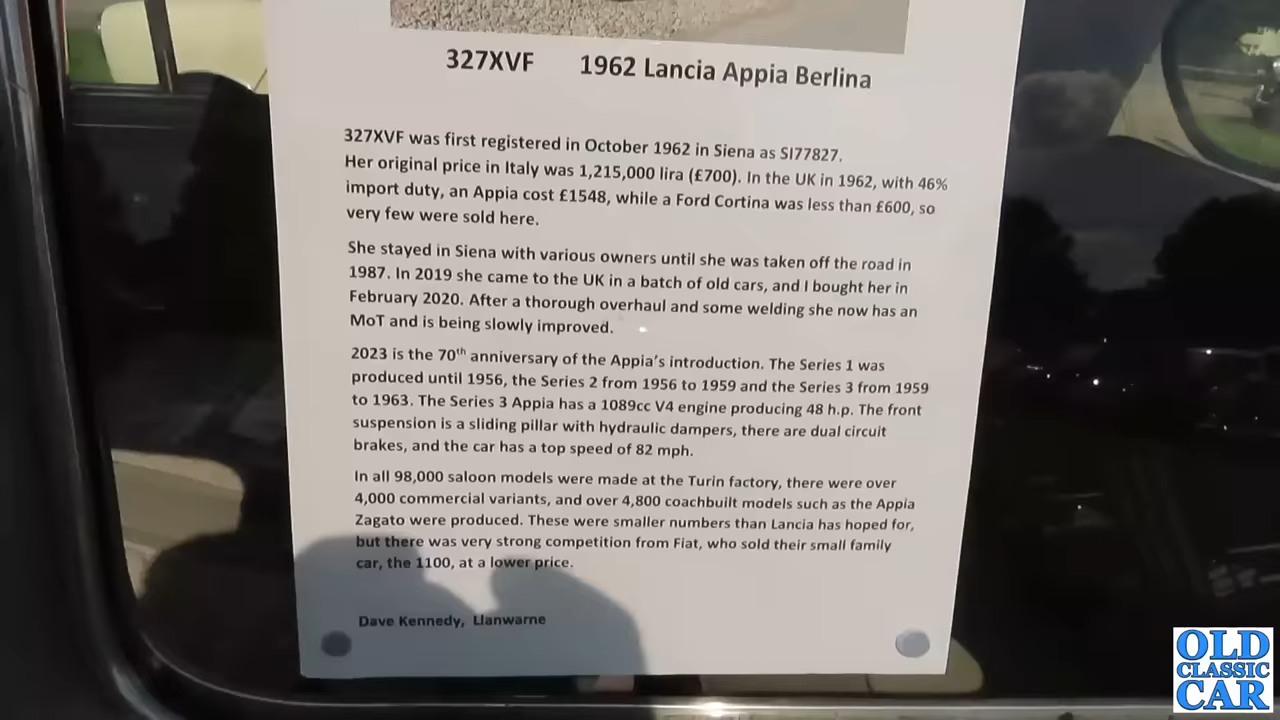 327XVF 1962 Lancia Appia Berlina
327XVF was first registered in October 1962 in Siena as SI77827.
Her original price in Italy was 1,215,000 lira (£700). In the UK in 1962, with 46%
import duty, an Appia cost £1548, while a Ford Cortina was less than £600, so
very few were sold here.
She stayed in Siena with various owners until she was taken off the road in
1987. In 2019 she came to the UK in a batch of old cars, and I bought her in
February 2020. After a thorough overhaul and some welding she now has an
MoT and is being slowly improved.
2023 is the 70th anniversary of the Appia's introduction. The Series 1 was
produced until 1956, the Series 2 from 1956 to 1959 and the Series 3 from 1959
to 1963. The Series 3 Appia has a 1089cc V4 engine producing 48 h.p. The front
suspension is a sliding pillar with hydraulic dampers, there are dual circuit
brakes, and the car has a top speed of 82 mph.
In all 98,000 saloon models were made at the Turin factory, there were over
4,000 commercial variants, and over 4,800 coachbuilt models such as the Appia
Zagato were produced. These were smaller numbers than Lancia has hoped for,
but there was very strong competition from Fiat, who sold their small family
car, the 1100, at a lower price.
Dave Kennedy, Llanwarne
OLD
CLASSIC
CAR